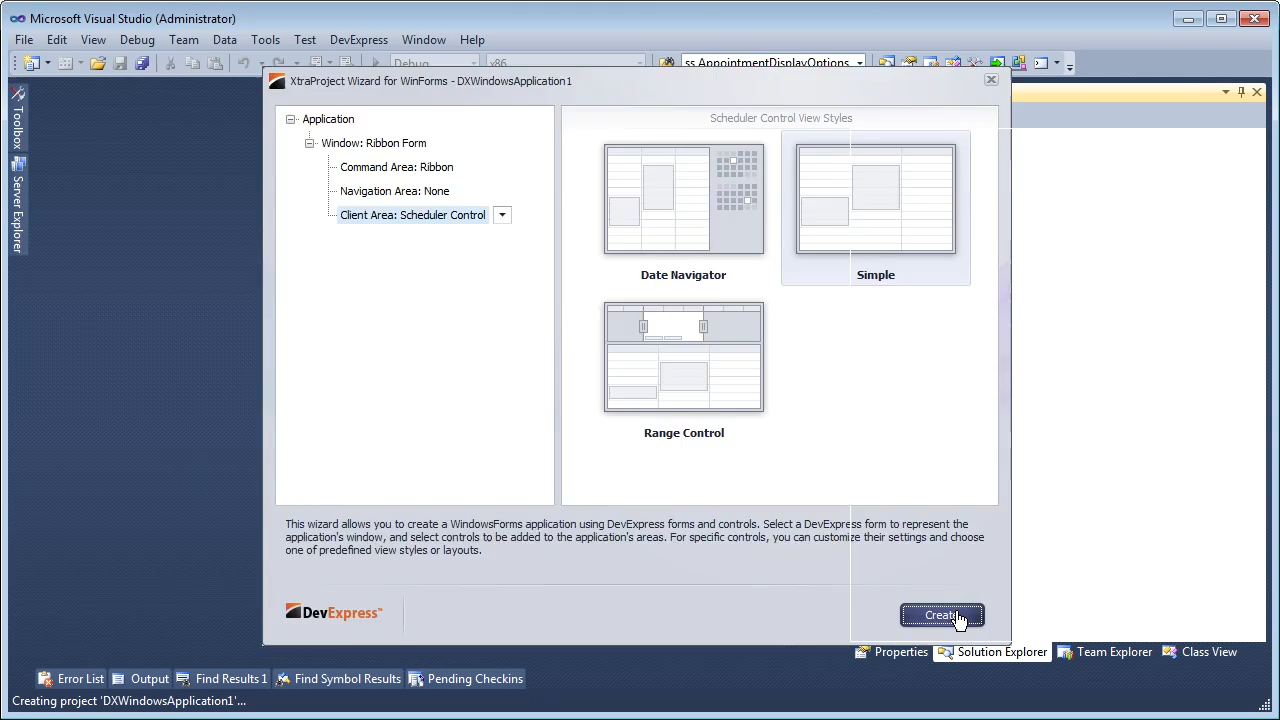 Microsoft Visual Studio (Administrator)
File Edit View Debug Team Data Tools Test DevExpress Window Help
Debug x86 ss.AppointmentDisplayOptions
XtraProject Wizard for WinForms - DXWindowsApplication1
Toolbox
Server Explorer
Application
Window: Ribbon Form
Command Area: Ribbon
Navigation Area: None
Client Area: Scheduler Control
Scheduler Control View Styles
Date Navigator
Simple
Range Control
This wizard allows you to create a WindowsForms application using DevExpress forms and controls. Select a DevExpress form to represent the
application's window, and select controls to be added to the application's areas. For specific controls, you can customize their settings and choose
one of predefined view styles or layouts.
DevExpress™
Create
Properties Solution Explorer Team Explorer Class View
Error List Output Find Results 1 Find Symbol Results Pending Checkins
Creating project 'DXWindowsApplication1'...